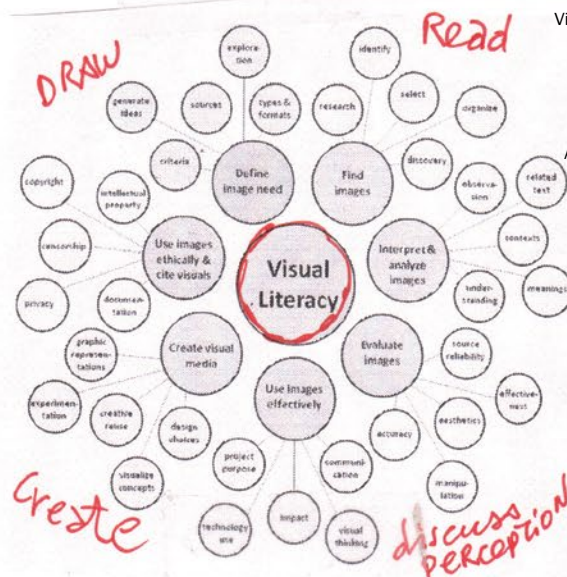 Vi
A
DRAW
Read
explora-
tion
identify
generate
ideas
sources
types &
formats
research
select
organize
criteria
Define
image need
Find
images
discovery
copyright
intellectual
property
observa-
sion
related
text
Use images
ethically &
cite visuals
Visual
Literacy
Interpret &
analyze
images
censorship
contexts
privacy
documen-
tation
under-
standing
meanings
graphic
represen-
tations
Create visual
media
Evaluate
images
source
reliability
Use images
effectively
experimen-
tation
creative
reuse
design
choices
effective-
ness
aesthetics
accuracy
visualize
concepts
project
purpose
communi-
cation
manipu-
lation
Create
technology
use
impact
visual
thinking
discuss
perception